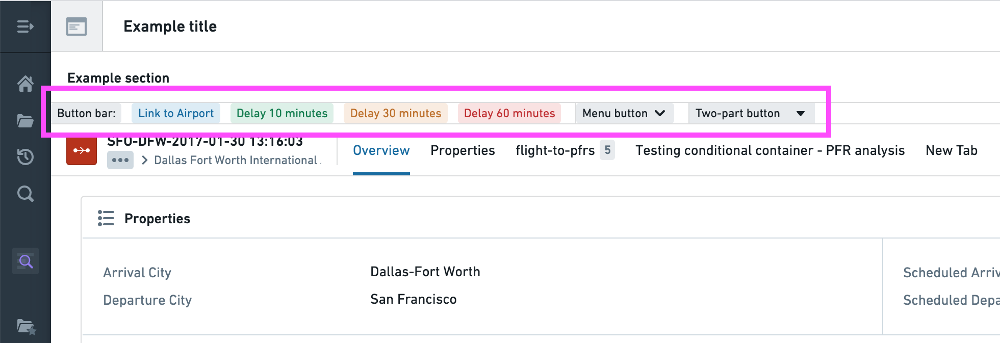 Example title
Example section
Button bar: Link to Airport Delay 10 minutes Delay 30 minutes Delay 60 minutes Menu button Two-part button
SFO-DFW-2017-01-30 13:16:03
Dallas Fort Worth International
Overview Properties flight-to-pfrs 5 Testing conditional container - PFR analysis New Tab
Properties
Arrival City Dallas-Fort Worth Scheduled Arriv
Departure City San Francisco Scheduled Depa